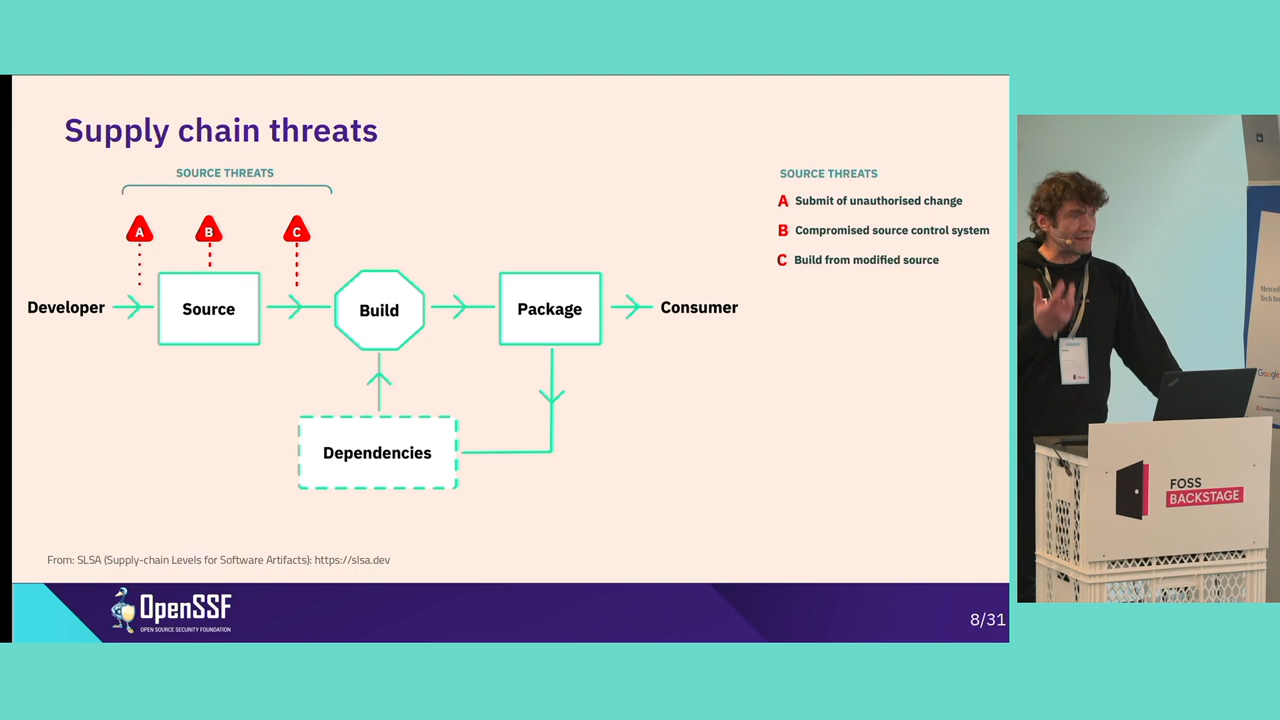 Supply chain threats
SOURCE THREATS
A
B
C
Developer
Source
Build
Package
Consumer
Dependencies
SOURCE THREATS
A Submit of unauthorised change
B Compromised source control system
C Build from modified source
From: SLSA (Supply-chain Levels for Software Artifacts): https://slsa.dev
OpenSSF
OPEN SOURCE SECURITY FOUNDATION
8/31
FOSS
BACKSTAGE
Google